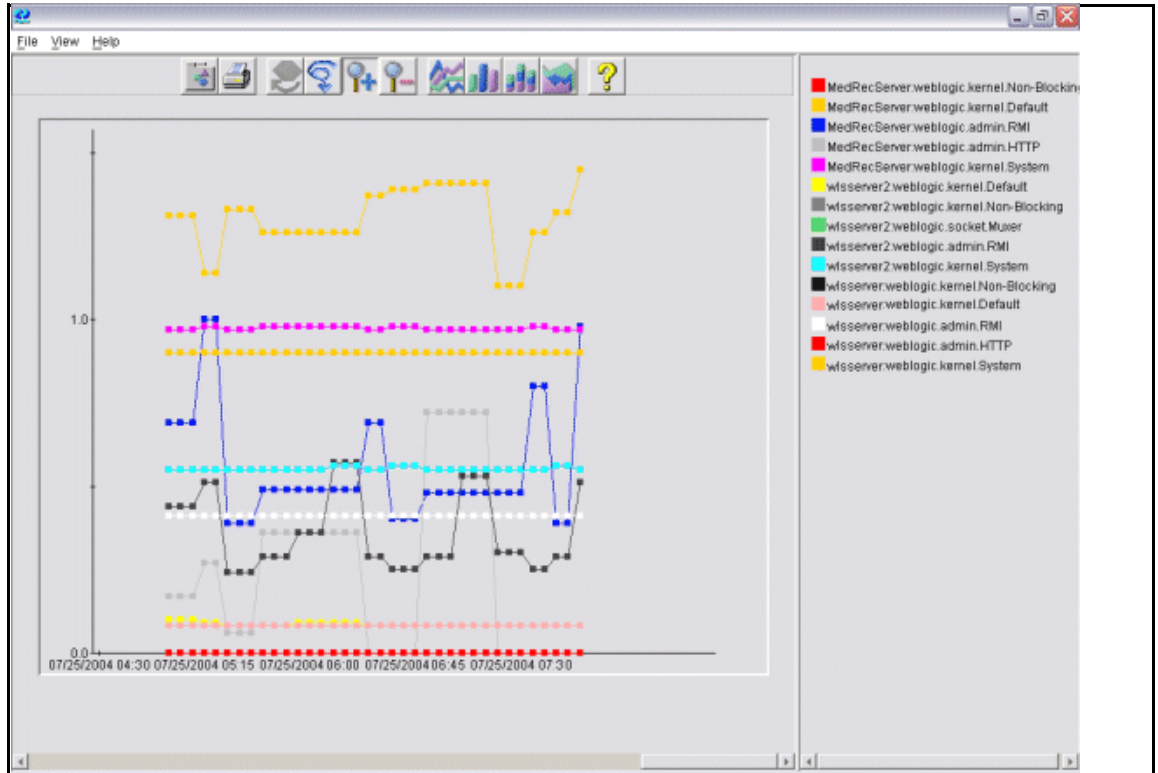 File View Help
MedRecServer:weblogic.kernel.Non-Blockin
MedRecServer:weblogic.kernel.Default
MedRecServer:weblogic.admin.RMI
MedRecServer:weblogic.admin.HTTP
MedRecServer:weblogic.kernel.System
wlsserver2:weblogic.kernel.Default
wlsserver2:weblogic.kernel.Non-Blocking
wlsserver2:weblogic.socket.Muxer
wlsserver2:weblogic.admin.RMI
wlsserver2:weblogic.kernel.System
wlsserver:weblogic.kernel.Non-Blocking
wlsserver:weblogic.kernel.Default
wlsserver:weblogic.admin.RMI
wlsserver:weblogic.admin.HTTP
wlsserver:weblogic.kernel.System
1.0
0.0
07/25/2004 04:30 07/25/2004 05:15 07/25/2004 06:00 07/25/2004 06:45 07/25/2004 07:30